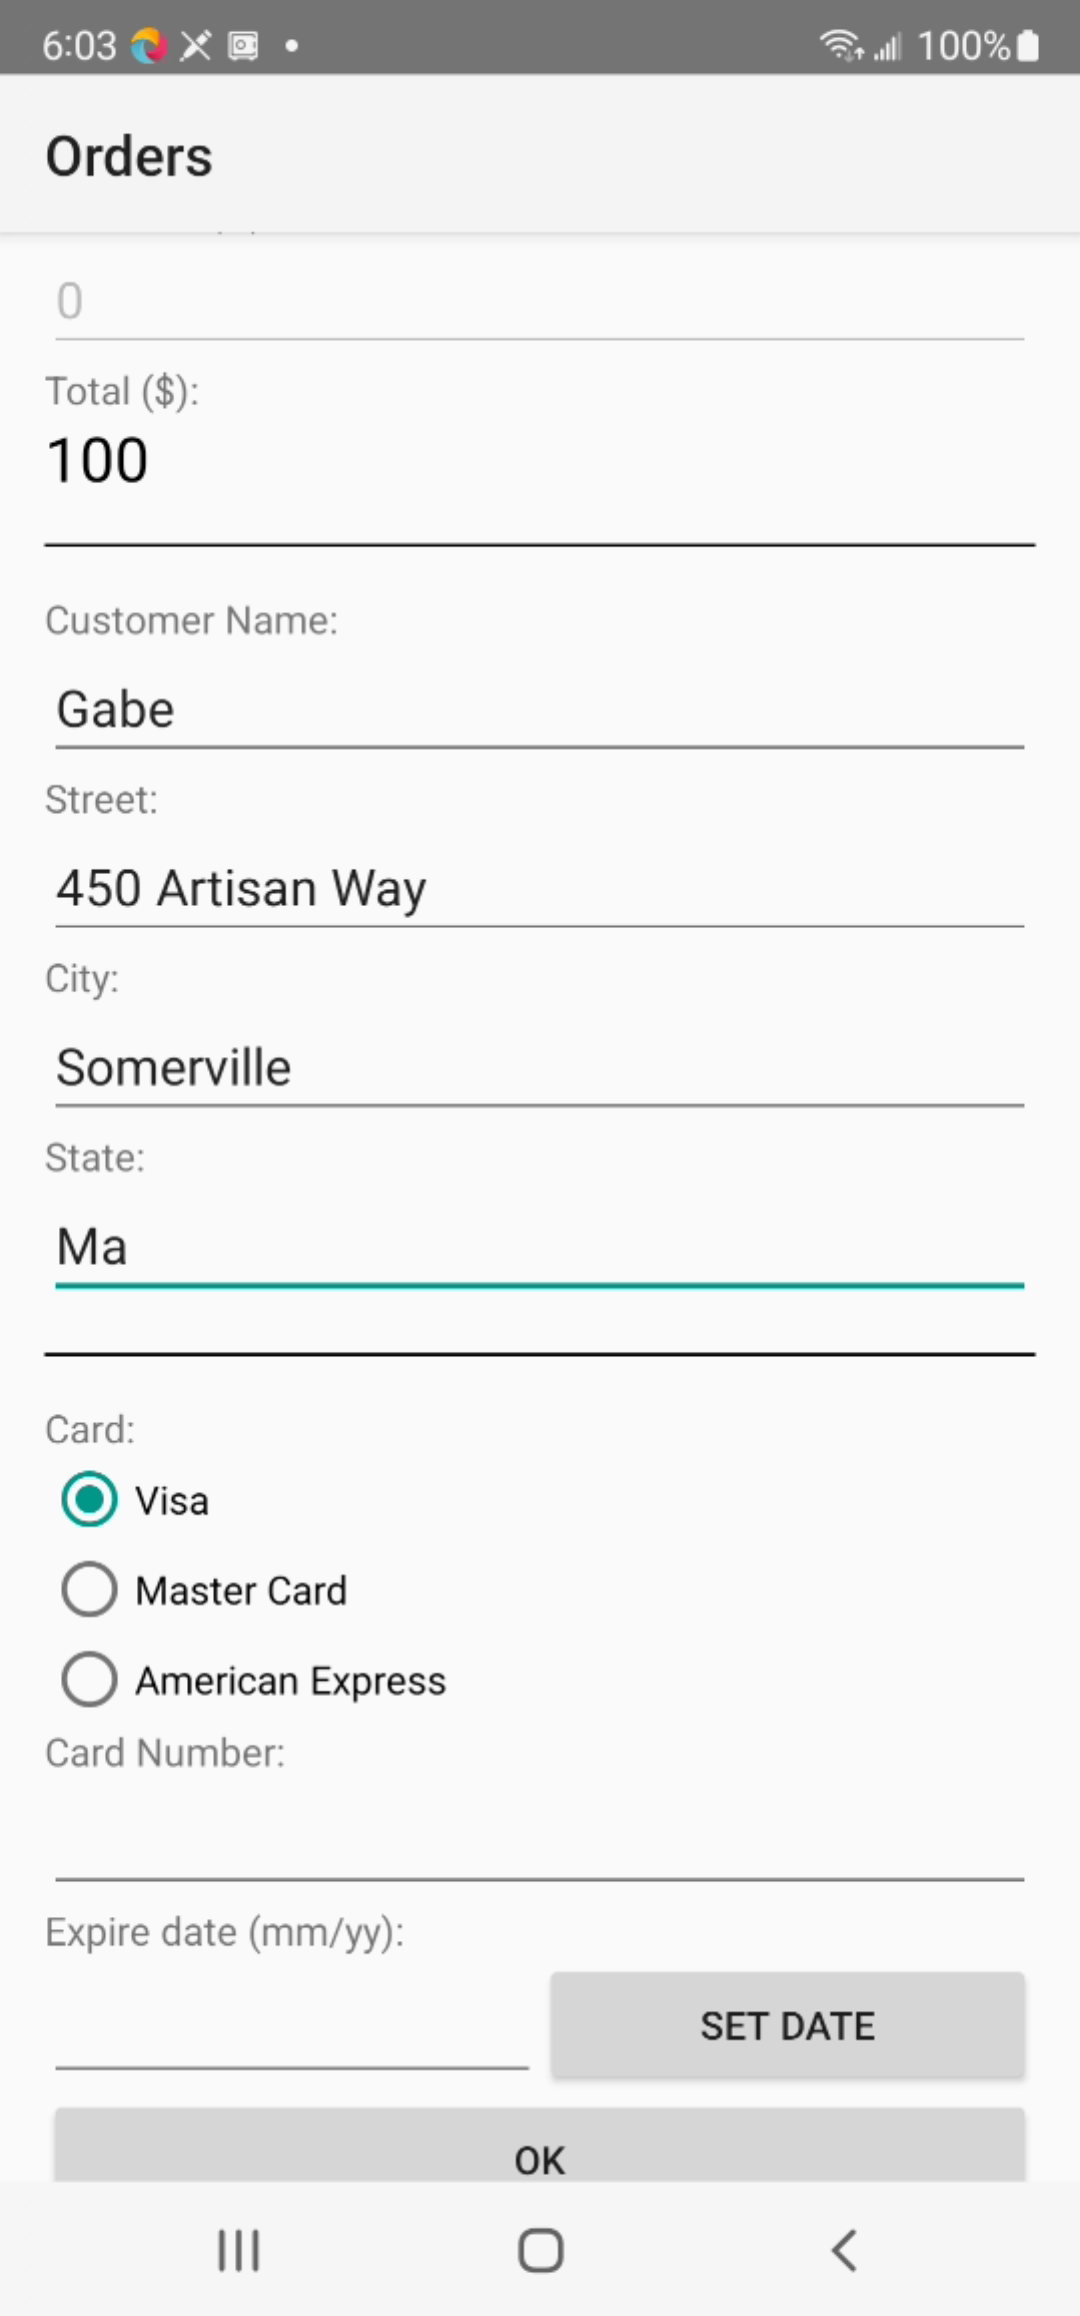 6:03 100%
Orders
0
Total ($):
100
Customer Name:
Gabe
Street:
450 Artisan Way
City:
Somerville
State:
Ma
Card:
Visa
Master Card
American Express
Card Number:
Expire date (mm/yy):
SET DATE
OK